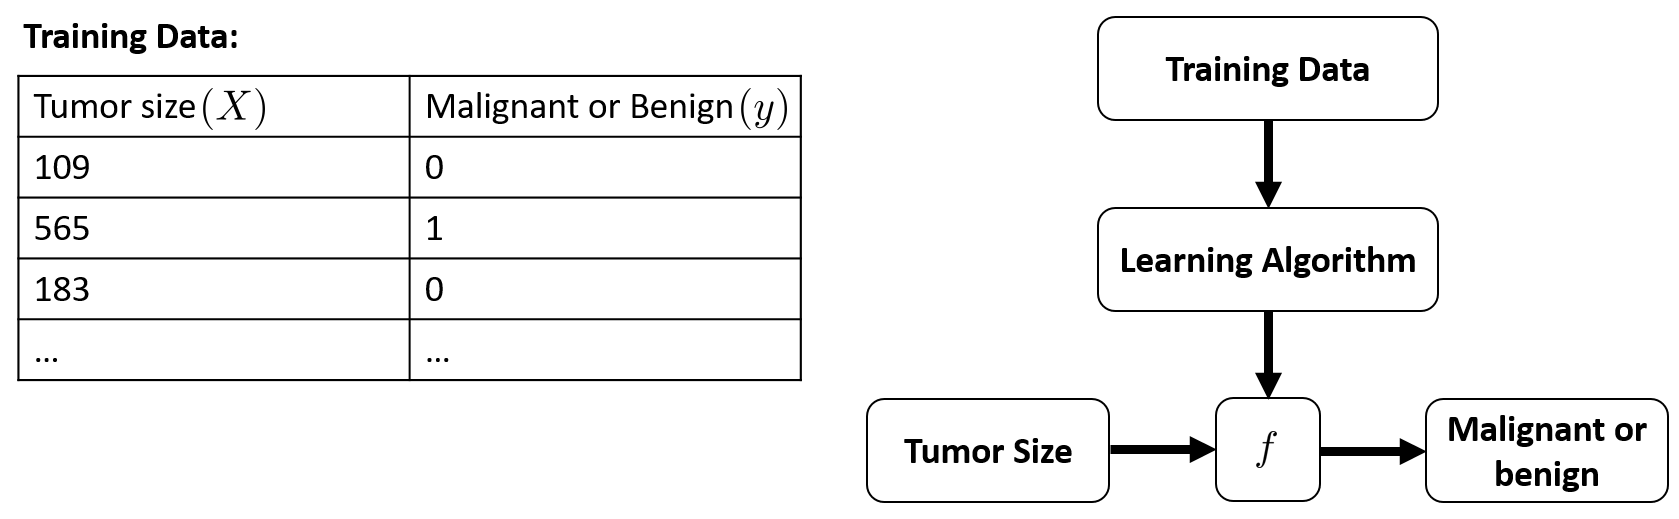 Training Data:
Tumor size (X) Malignant or Benign (y)
109 0
565 1
183 0
... ...
Training Data
Learning Algorithm
Tumor Size
f
Malignant or
benign